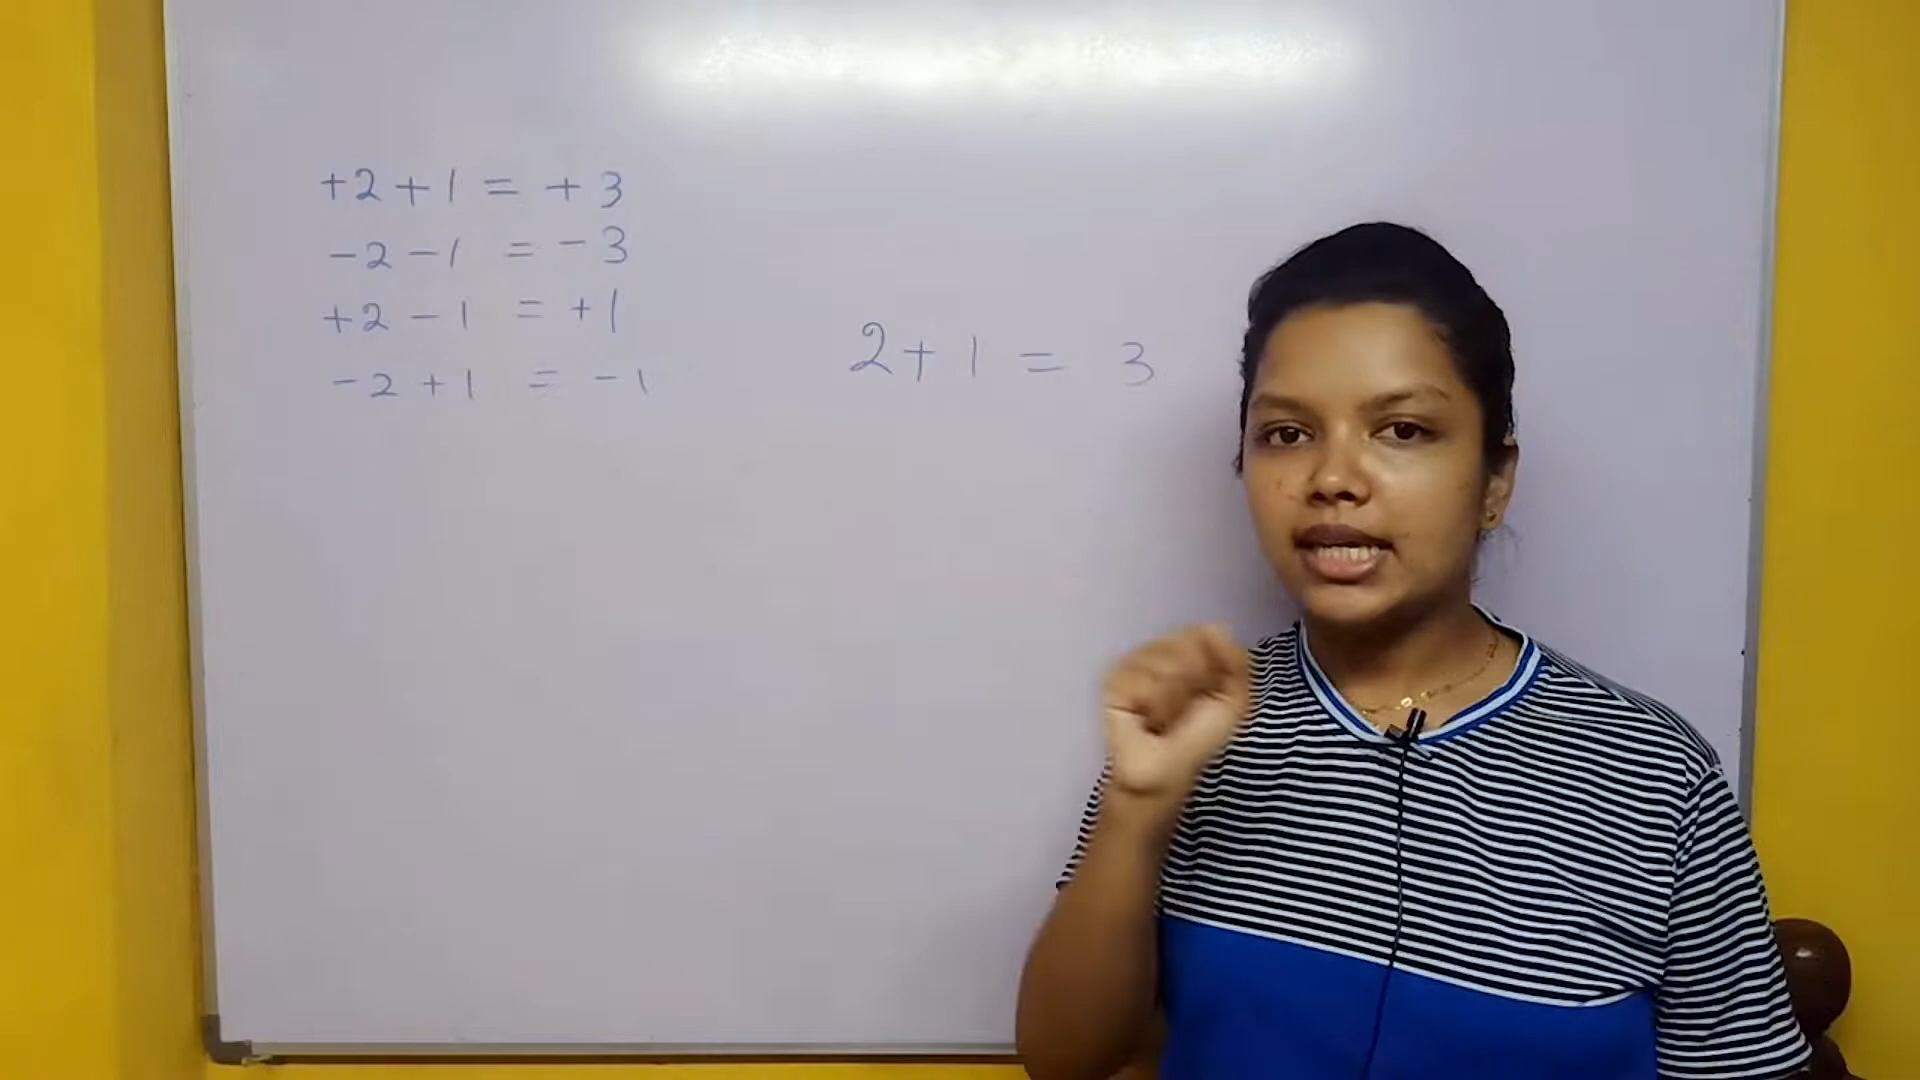 +2+1 = +3
-2-1 = -3
+2-1 = +1
-2+1 = -1
2+1 = 3